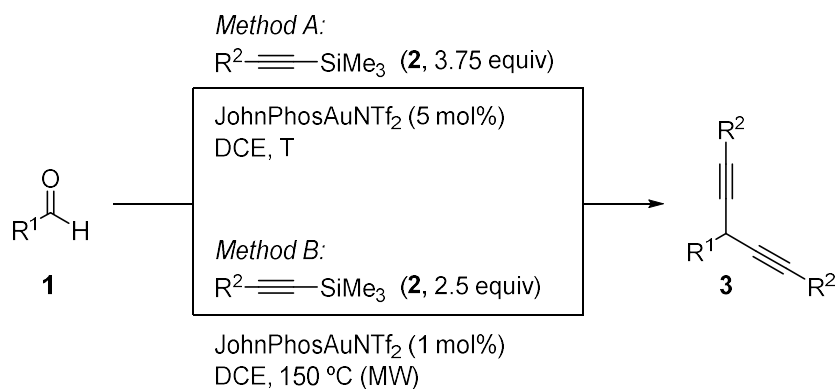 Method A:
R²≡SiMe₃ (2, 3.75 equiv)
JohnPhosAuNTf₂ (5 mol%)
DCE, T
O
R¹ H
1
Method B:
R²≡SiMe₃ (2, 2.5 equiv)
JohnPhosAuNTf₂ (1 mol%)
DCE, 150 ºC (MW)
R²
R¹
R²
3